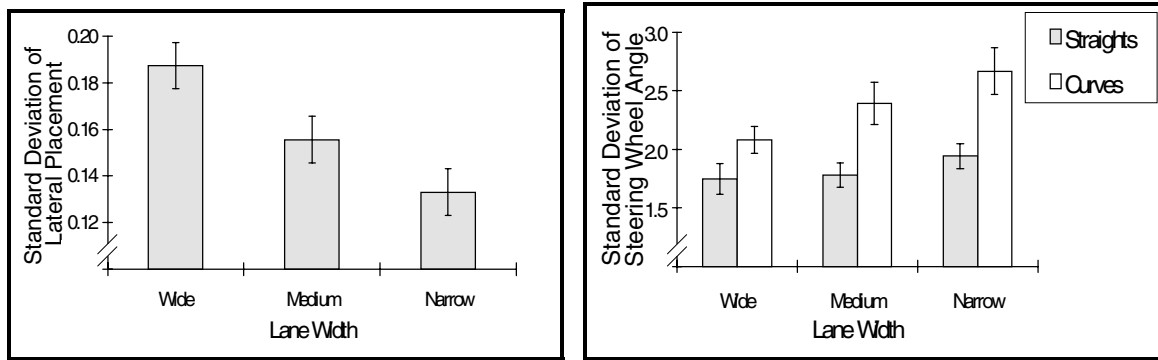 Standard Deviation of
Lateral Placement
0.20
0.18
0.16
0.14
0.12
Wide Medium Narrow
Lane Width
Standard Deviation of
Steering Wheel Angle
3.0
2.5
2.0
1.5
Wide Medium Narrow
Lane Width
Straights
Curves